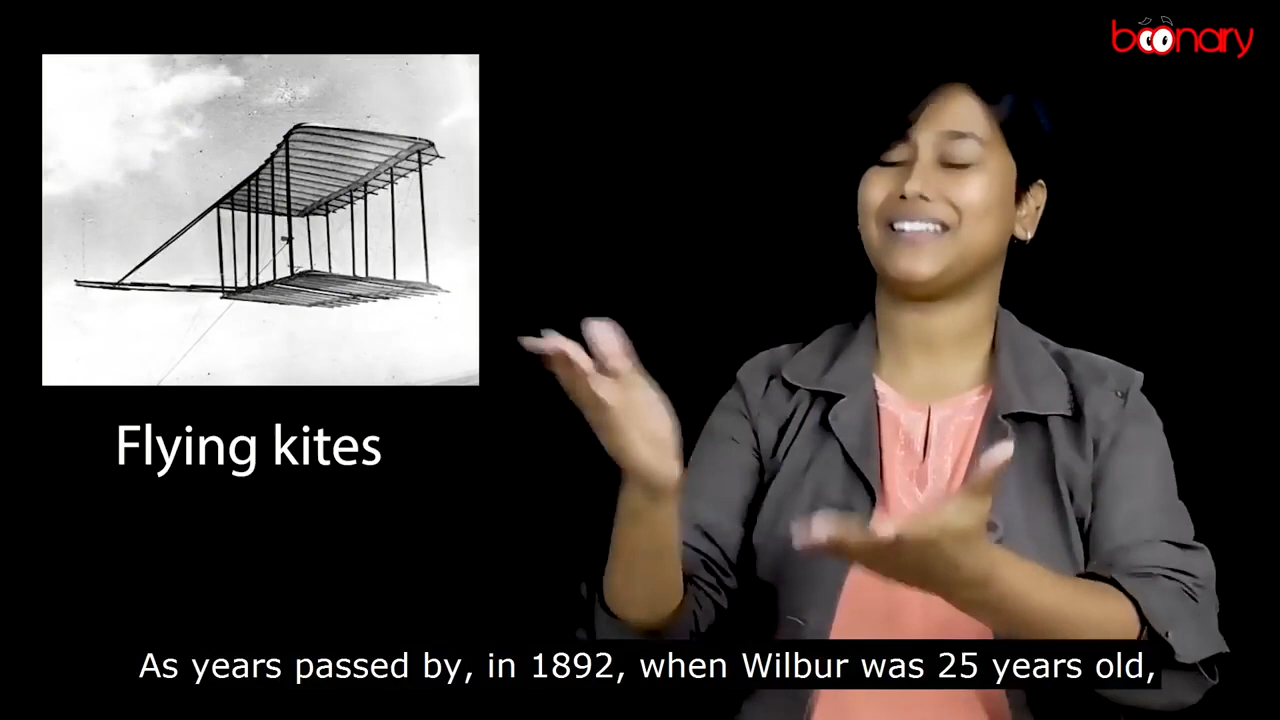 boonary
Flying kites
As years passed by, in 1892, when Wilbur was 25 years old,